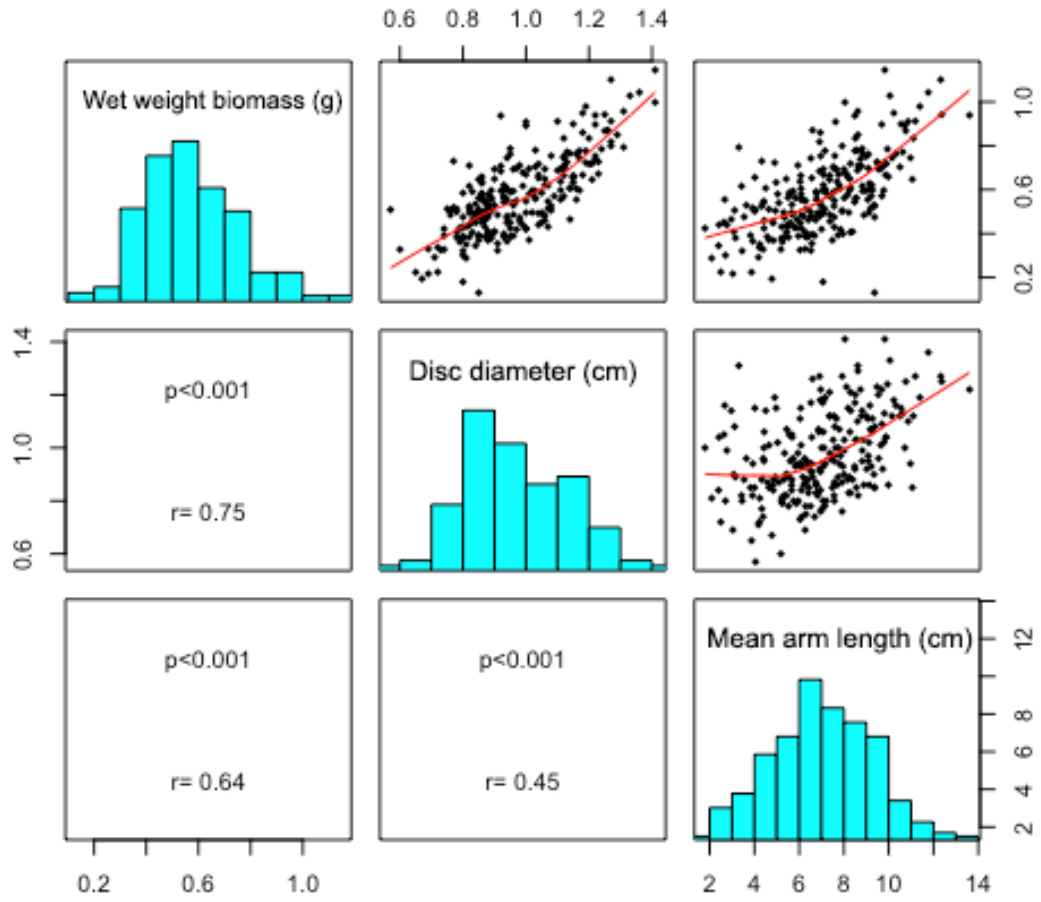 0.6 0.8 1.0 1.2 1.4
Wet weight biomass (g)
0.2 0.6 1.0
0.6 1.0 1.4
p<0.001
r= 0.75
Disc diameter (cm)
p<0.001
r= 0.64
p<0.001
r= 0.45
Mean arm length (cm)
2 4 6 8 12
0.2 0.6 1.0
2 4 6 8 10 14